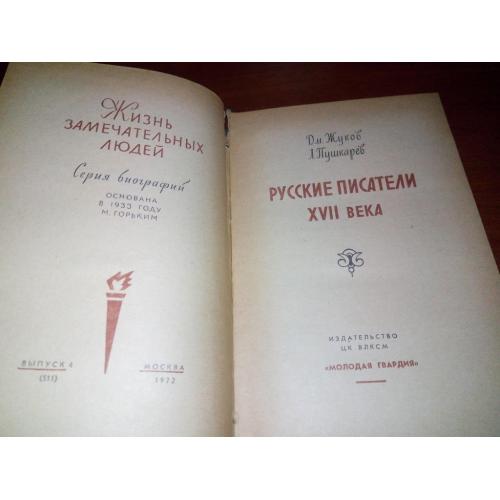 Жизнь
ЗАМЕЧАТЕЛЬНЫХ
ЛЮДЕЙ
Серия биографий
ОСНОВАНА
В 1933 ГОДУ
М. ГОРЬКИМ
ВЫПУСК 4
(511)
МОСКВА
1972
Дм. Жуков
Л. Пушкарёв
РУССКИЕ ПИСАТЕЛИ
XVII ВЕКА
ИЗДАТЕЛЬСТВО
ЦК ВЛКСМ
«МОЛОДАЯ ГВАРДИЯ»